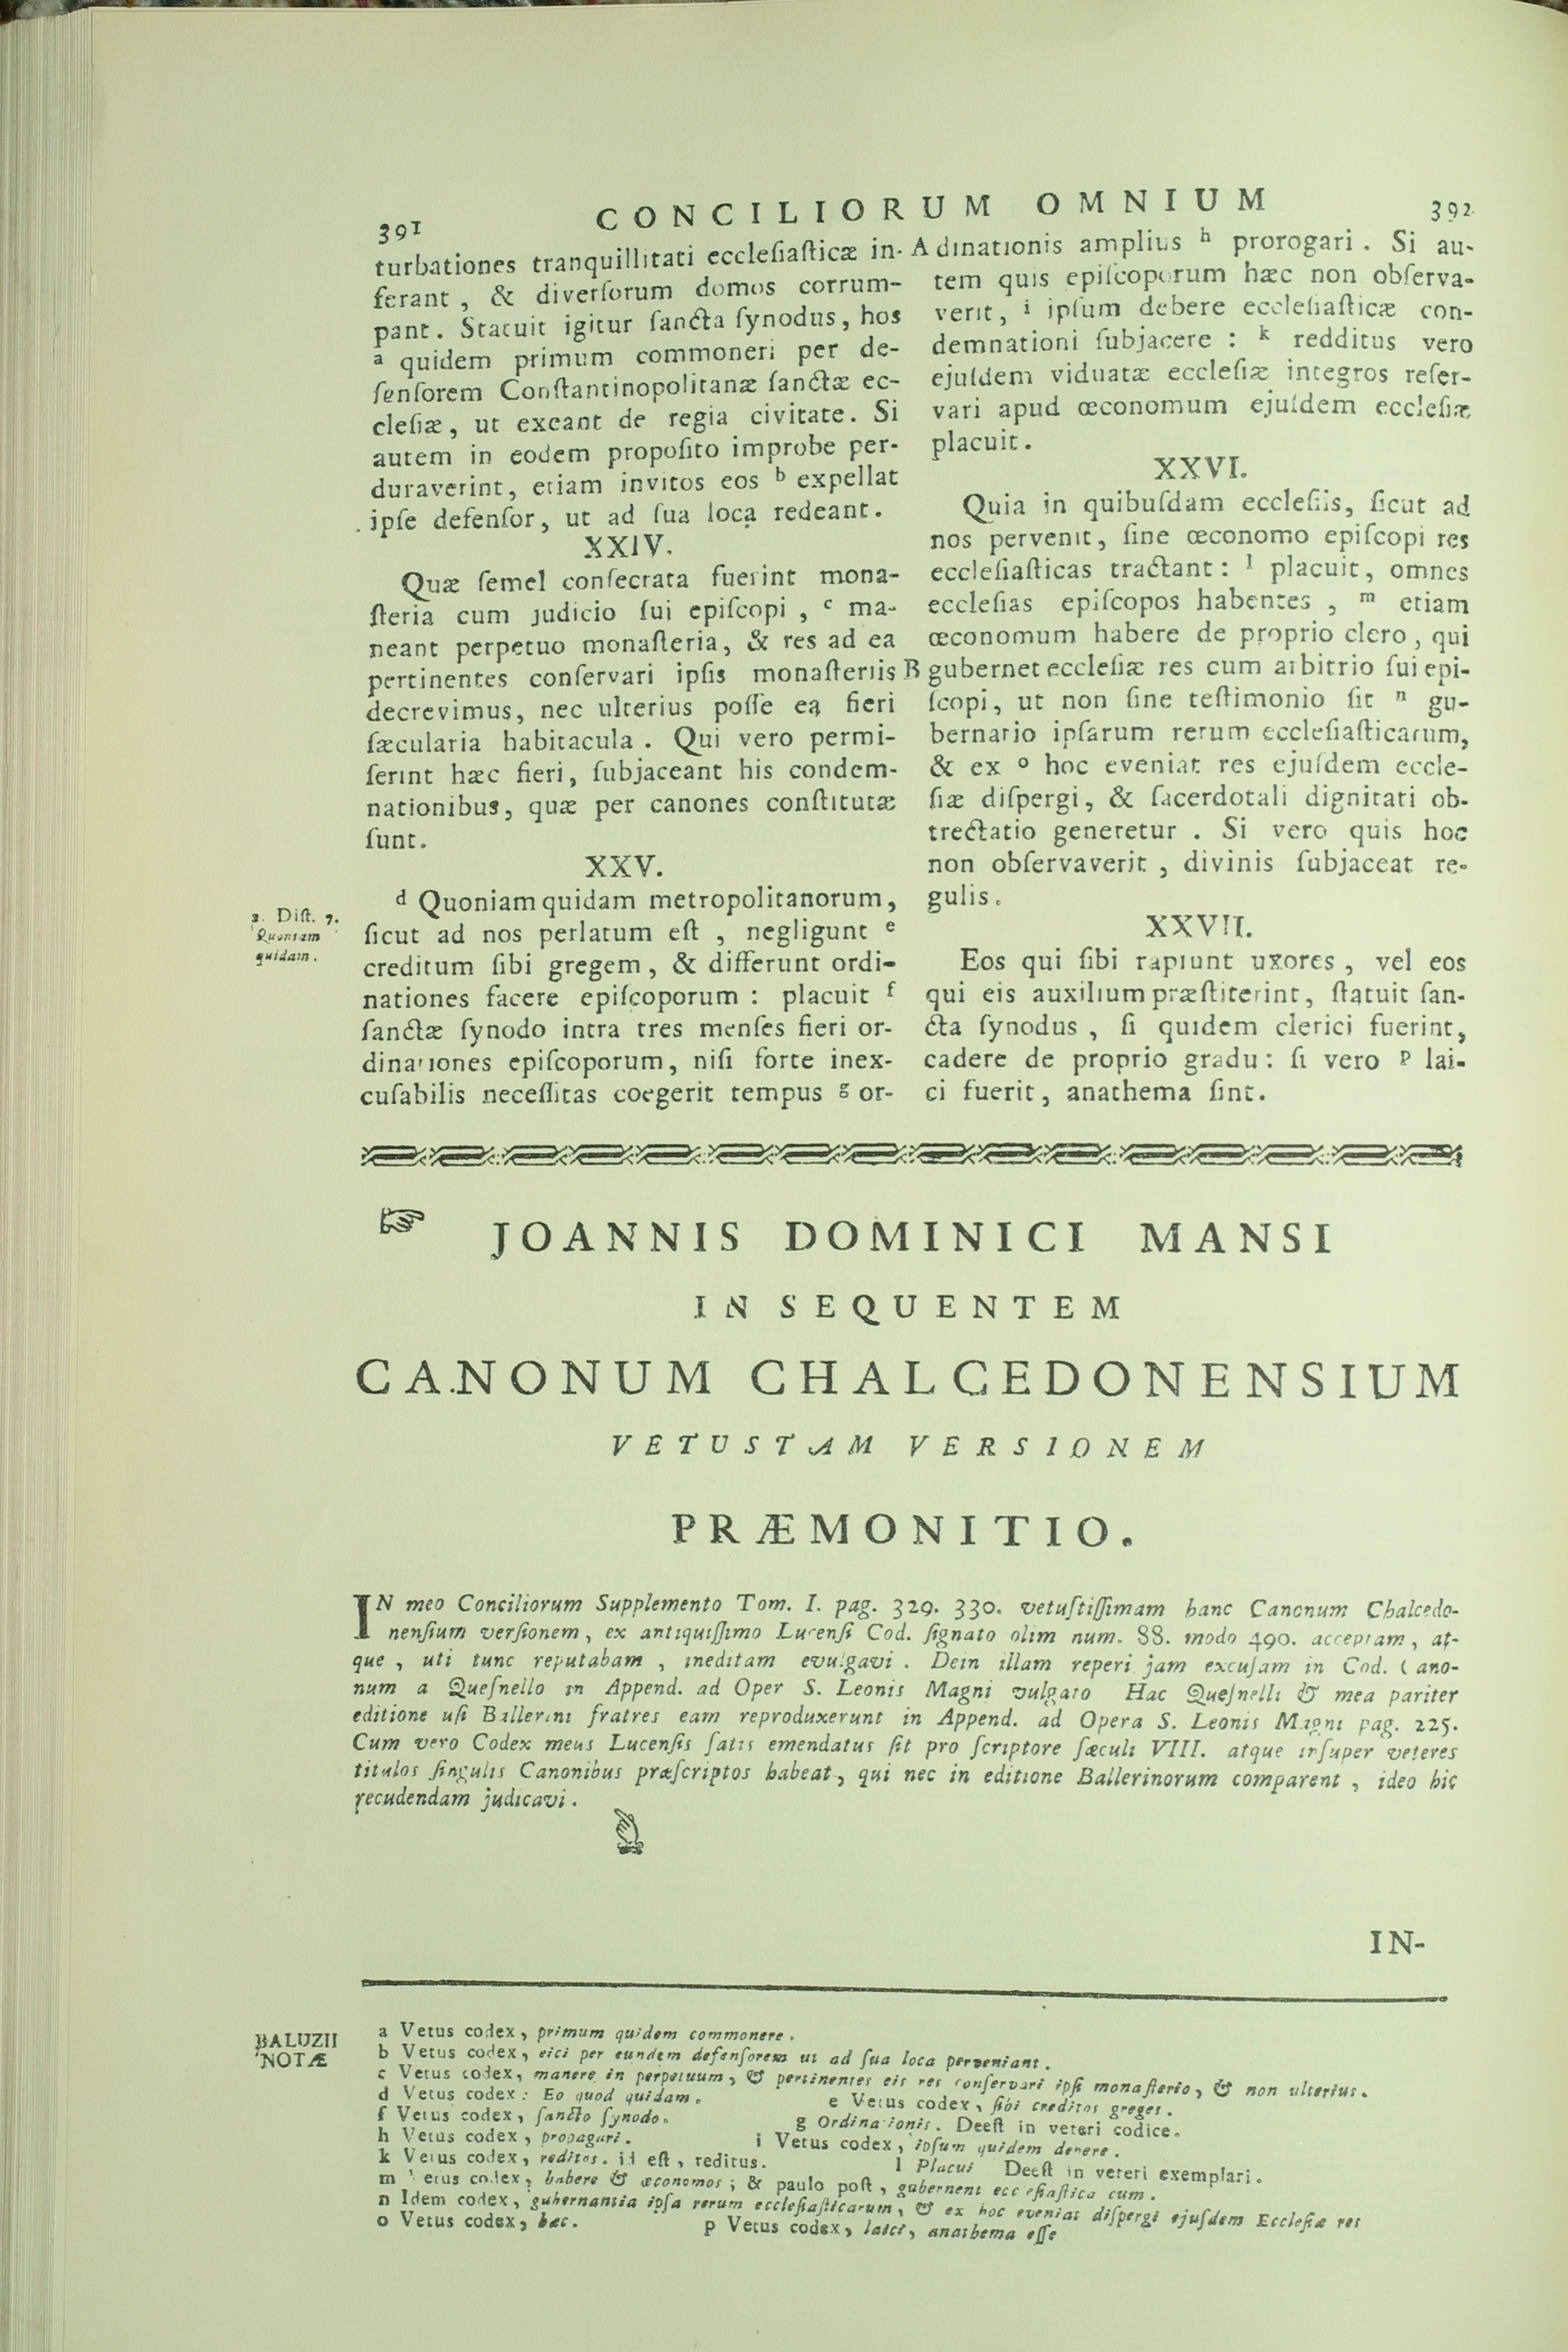 391
CONCILIORUM OMNIUM
392
turbationes tranquillitati eccleſiaſticæ in-
ferant, & diverſorum domos corrum-
pant. Statuit igitur ſancta ſynodus, hos
a quidem primum commoneri per de-
fenſorem Conſtantinopolitanæ ſanctæ ec-
cleſiæ, ut exeant de regia civitate. Si
autem in eodem propoſito improbe per-
duraverint, etiam invitos eos b expellat
ipſe defenſor, ut ad ſua loca redeant.
XXIV.
Quæ ſemel conſecrata fuerint mona-
ſteria cum judicio ſui epiſcopi, c ma-
neant perpetuo monaſteria, & res ad ea
pertinentes conſervari ipſis monaſteriis
decrevimus, nec ulterius poſſe ea fieri
ſæcularia habitacula. Qui vero permi-
ſerint hæc fieri, ſubjaceant his condem-
nationibus, quæ per canones conſtitutæ
ſunt.
XXV.
d Quoniam quidam metropolitanorum,
ſicut ad nos perlatum eſt, negligunt e
creditum ſibi gregem, & differunt ordi-
nationes facere epiſcoporum: placuit f
ſanctæ ſynodo intra tres menſes fieri or-
dinationes epiſcoporum, niſi forte inex-
cuſabilis neceſſitas coegerit tempus g or-
Diſt. 7.
Quoniam
quidam.
A
B
dinationis amplius h prorogari. Si au-
tem quis epiſcoporum hæc non obſerva-
verit, i ipſum debere eccleſiaſticæ con-
demnationi ſubjacere: k redditus vero
ejuſdem viduatæ eccleſiæ integros reſer-
vari apud œconomum ejuſdem eccleſiæ
placuit.
XXVI.
Quia in quibuſdam eccleſiis, ſicut ad
nos pervenit, ſine œconomo epiſcopi res
eccleſiaſticas tractant: l placuit, omnes
eccleſias epiſcopos habentes, m etiam
œconomum habere de proprio clero, qui
gubernet eccleſiæ res cum arbitrio ſui epi-
ſcopi, ut non ſine teſtimonio ſit n gu-
bernatio ipſarum rerum eccleſiaſticarum,
& ex o hoc eveniat res ejuſdem eccle-
ſiæ diſpergi, & ſacerdotali dignitati ob-
trectatio generetur. Si vero quis hoc
non obſervaverit, divinis ſubjaceat re-
gulis.
XXVII.
Eos qui ſibi rapiunt uxores, vel eos
qui eis auxilium præſtiterint, ſtatuit ſan-
cta ſynodus, ſi quidem clerici fuerint,
cadere de proprio gradu: ſi vero p lai-
ci fuerit, anathema ſint.
JOANNIS DOMINICI MANSI
IN SEQUENTEM
CANONUM CHALCEDONENSIUM
VETUSTAM VERSIONEM
PRÆMONITIO.
IN meo Conciliorum Supplemento Tom. I. pag. 329. 330. vetuſtiſſimam hanc Canonum Chalcedo-
nenſium verſionem, ex antiquiſſimo Lucenſi Cod. ſignato olim num. 88. modo 490. acceptam, at-
que, uti tunc reputabam, ineditam evulgavi. Dein illam reperi jam excuſam in Cod. Cano-
num a Queſnello in Append. ad Oper S. Leonis Magni vulgato Hac Queſnelli & mea pariter
editione uſi Ballerini fratres eam reproduxerunt in Append. ad Opera S. Leonis Magni pag. 225.
Cum vero Codex meus Lucenſis ſatis emendatus ſit pro ſcriptore ſæculi VIII. atque inſuper veteres
titulos ſingulis Canonibus præſcriptos habeat, qui nec in editione Ballerinorum comparent, ideo hic
recudendam judicavi.
IN-
BALUZII
NOTÆ
a Vetus codex, primum quidem commonere.
b Vetus codex, eici per eundem defenſorem ut ad ſua loca perveniant.
c Vetus codex, manere in perpetuum, & pertinentes eis res conſervari ipſi monaſterio, & non ulterius.
d Vetus codex: Eo quod quidam. e Vetus codex, ſibi creditos greges.
f Vetus codex, ſancto ſynodo. g Ordinationis. Deeſt in veteri codice.
h Vetus codex, propagari. i Vetus codex, ipſum quidem debere.
k Vetus codex, reditos. id eſt, reditus. l Placui Deeſt in veteri exemplari.
m Vetus codex, habere & œconomos; & paulo poſt, gubernent eccleſiaſtica cum.
n Idem codex, gubernantia ipſa rerum eccleſiaſticarum, & ex hoc eveniat diſpergi ejuſdem Eccleſiæ res
o Vetus codex, hæc. p Vetus codex, laici, anathema eſſe